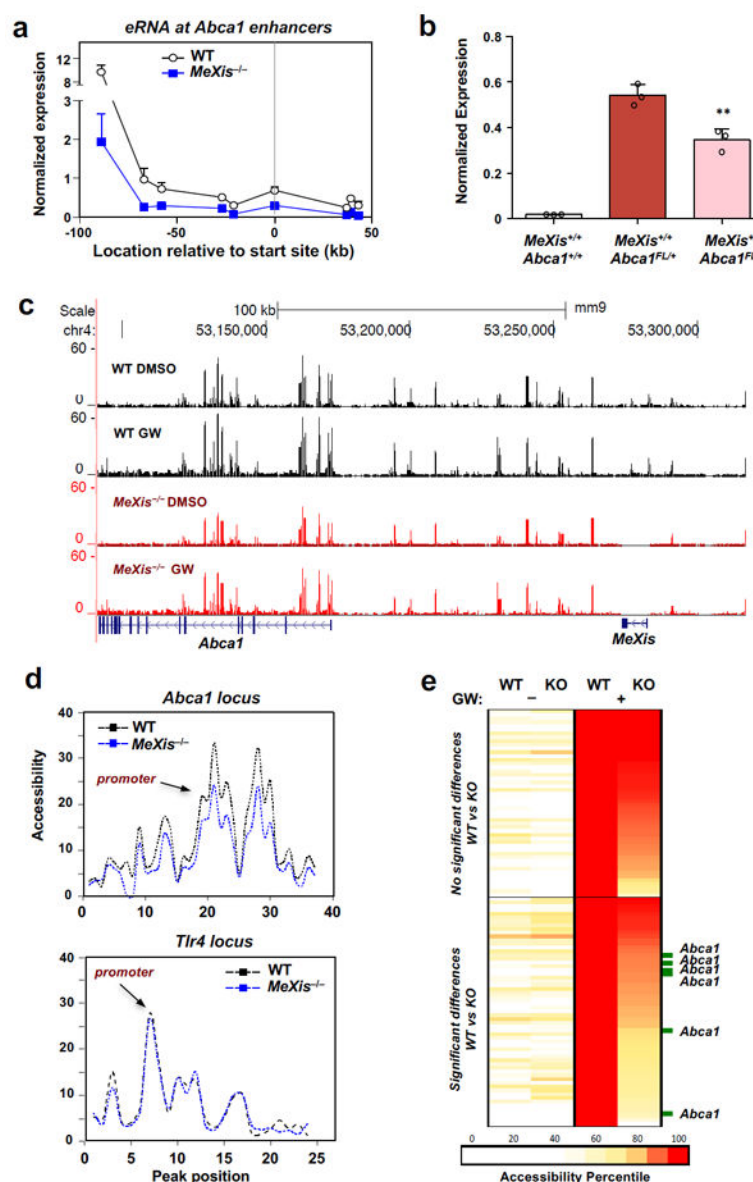 a
eRNA at Abca1 enhancers
WT
MeXis–/–
12
8
3
2
1
0
Normalized expression
-100
-50
0
50
Location relative to start site (kb)
b
0.8
0.6
0.4
0.2
0
Normalized Expression
**
MeXis+/+
Abca1+/+
MeXis+/+
Abca1FL/+
c
Scale
100 kb
mm9
chr4:
53,150,000
53,200,000
53,250,000
53,300,000
60
WT DMSO
0
60
WT GW
0
60
MeXis–/– DMSO
0
60
MeXis–/– GW
0
Abca1
MeXis
d
Abca1 locus
40
30
20
10
0
Accessibility
WT
MeXis–/–
promoter
0
10
20
30
40
Tlr4 locus
40
30
20
10
0
WT
MeXis–/–
promoter
0
5
10
15
20
25
Peak position
e
WT KO WT KO
GW: – +
No significant differences
WT vs KO
Significant differences
WT vs KO
Abca1
Abca1
Abca1
Abca1
Abca1
Abca1
0 20 40 60 80 100
Accessibility Percentile